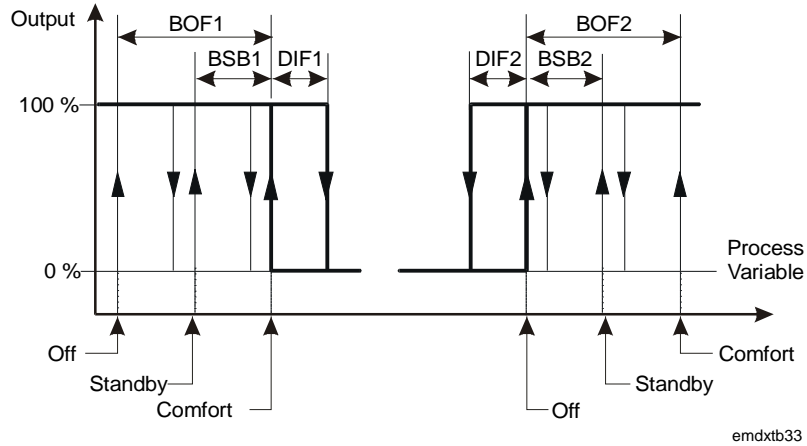 Output
BOF1
BOF2
BSB1
DIF1
DIF2
BSB2
100 %
0 %
Process
Variable
Off
Standby
Comfort
Comfort
Standby
Off
emdxtb33